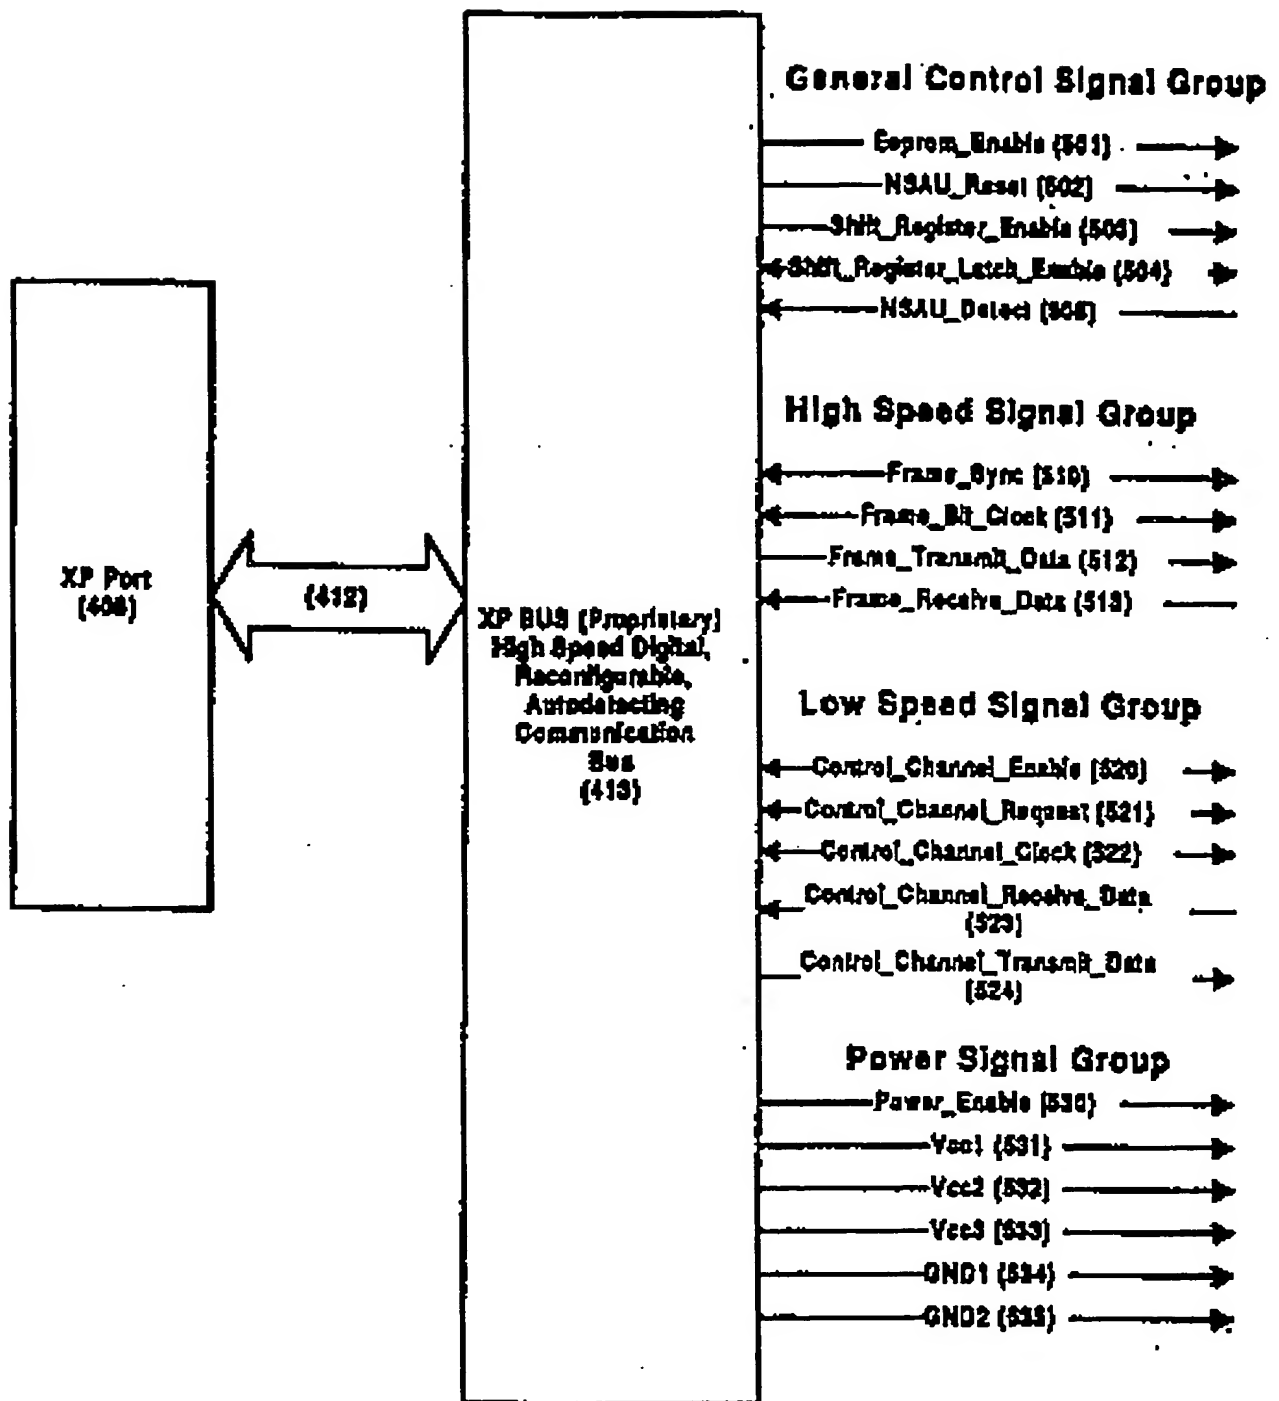 General Control Signal Group
Eeprom_Enable (501)
NSAU_Reset (502)
Shift_Register_Enable (503)
Shift_Register_Latch_Enable (504)
NSAU_Detect (505)
High Speed Signal Group
Frame_Sync (510)
Frame_Bit_Clock (511)
Frame_Transmit_Data (512)
Frame_Receive_Data (513)
XP Port
(408)
(412)
XP BUS (Proprietary)
High Speed Digital,
Reconfigurable,
Autodetecting
Communication
Bus
(413)
Low Speed Signal Group
Control_Channel_Enable (520)
Control_Channel_Request (521)
Control_Channel_Clock (522)
Control_Channel_Receive_Data
(523)
Control_Channel_Transmit_Data
(524)
Power Signal Group
Power_Enable (530)
Vcc1 (531)
Vcc2 (532)
Vcc3 (533)
GND1 (534)
GND2 (535)